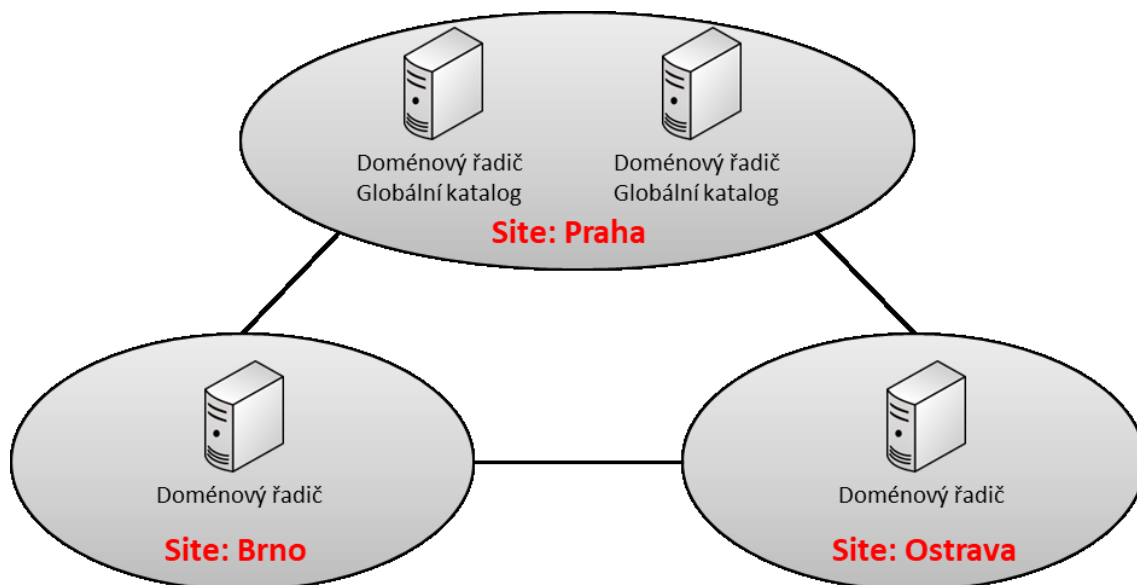 Doménový řadič
Globální katalog
Doménový řadič
Globální katalog
Site: Praha
Doménový řadič
Site: Brno
Doménový řadič
Site: Ostrava